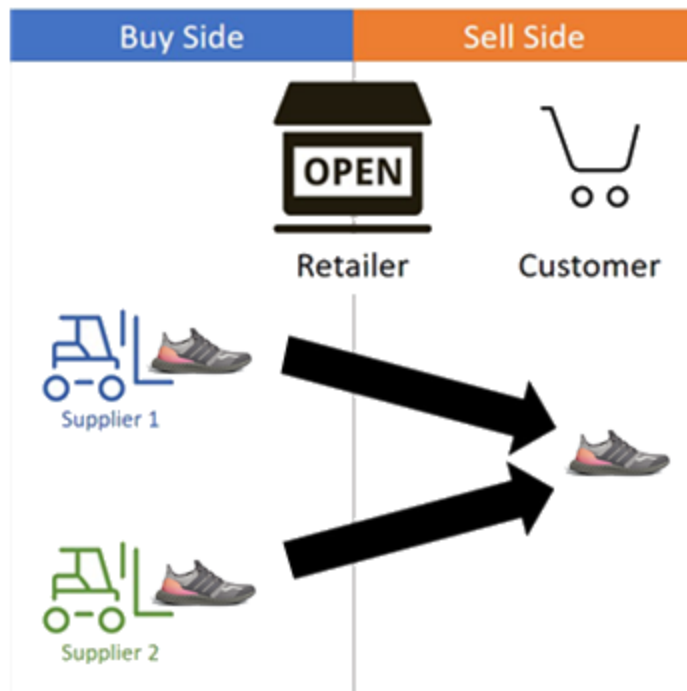 Buy Side
Sell Side
OPEN
Retailer
Customer
Supplier 1
Supplier 2